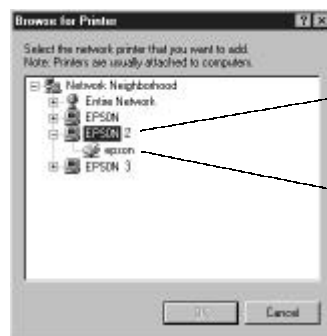 Browse for Printer
Select the network printer that you want to add.
Note: Printers are usually attached to computers.
Network Neighborhood
Entire Network
EPSON
EPSON 2
epson
EPSON 3
OK
Cancel